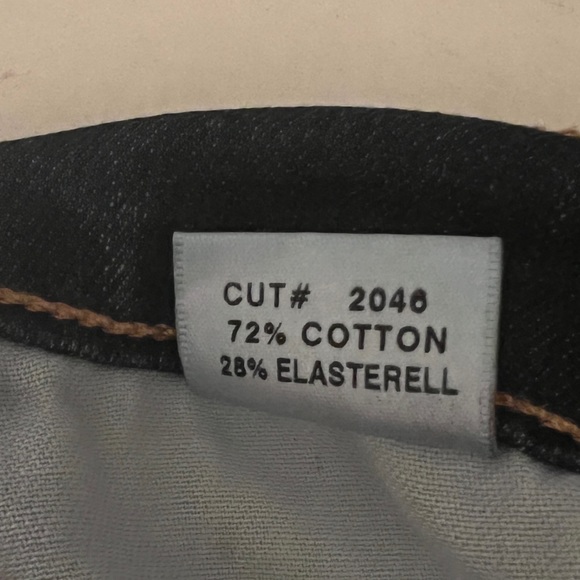 CUT# 2046
72% COTTON
28% ELASTERELL